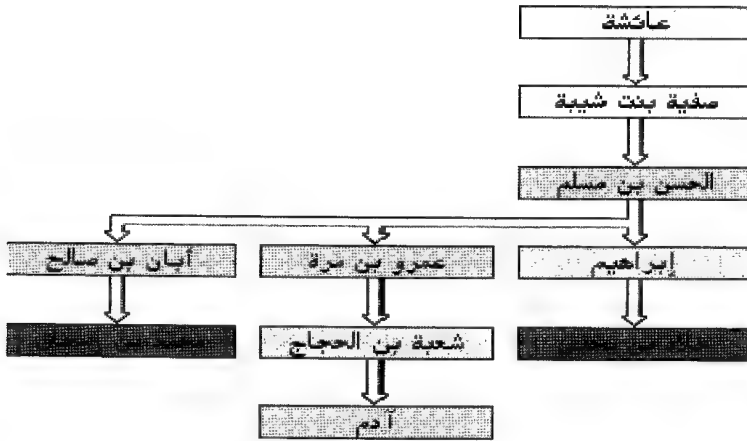 عائشة
صفية بنت شيبة
الحسن بن مسلم
إبراهيم
عمرو بن مرة
أبان بن صالح
شعبة بن الحجاج
آدم